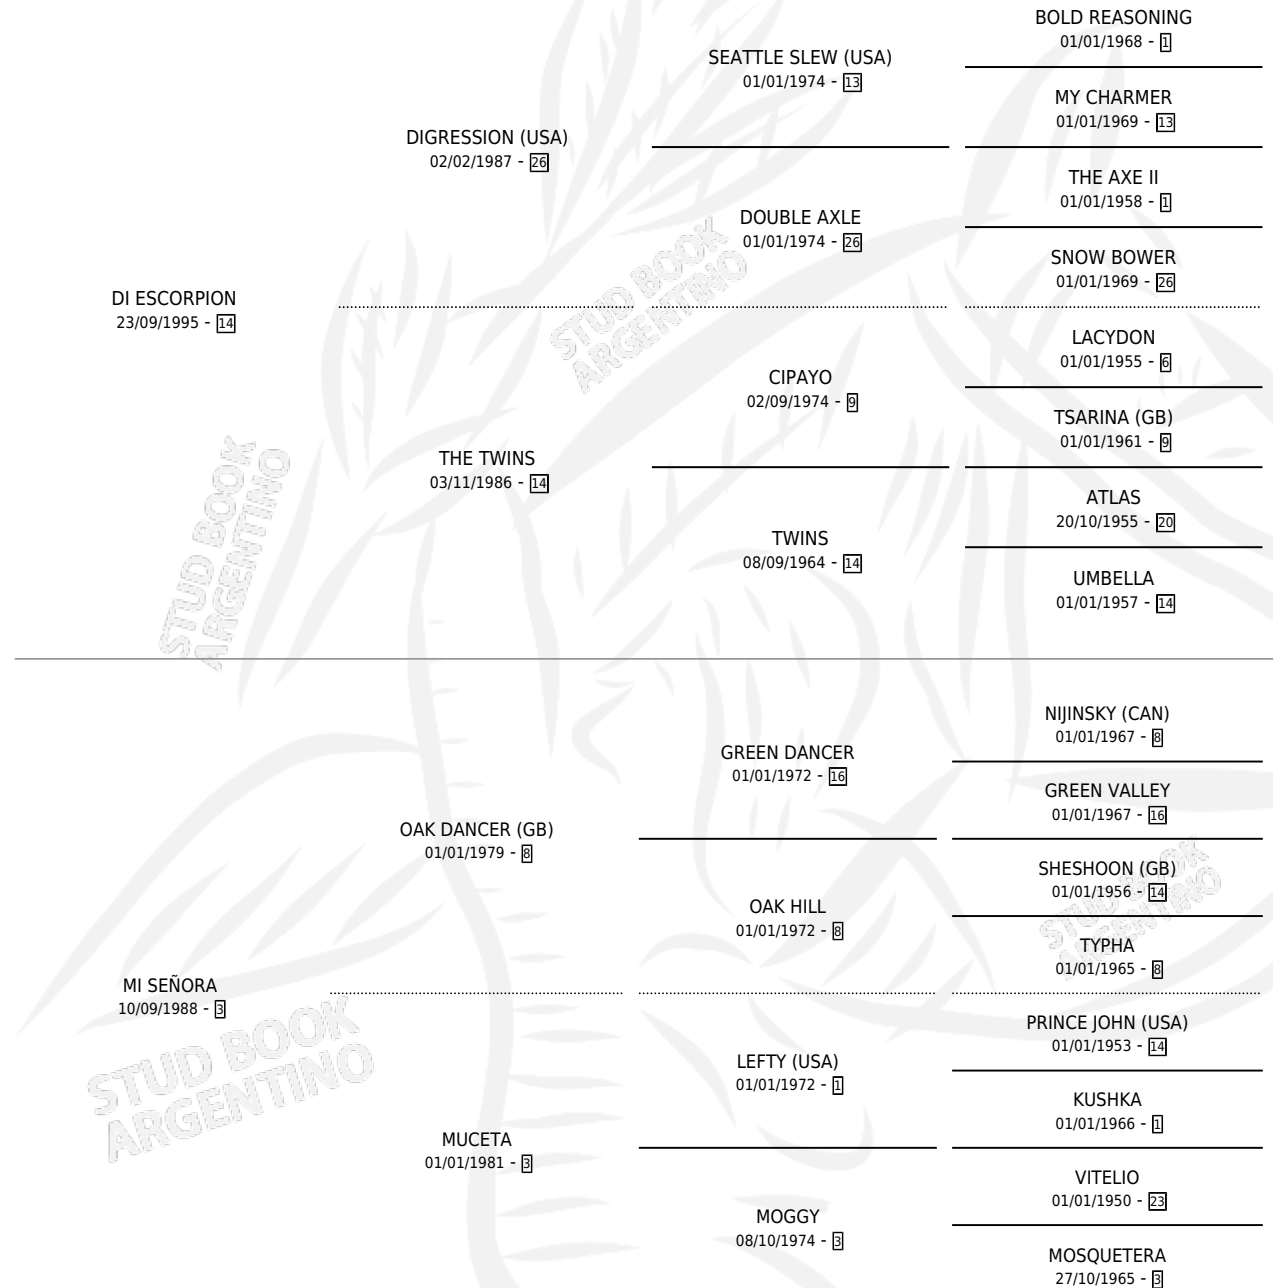 BOLD REASONING
01/01/1968 - 1
SEATTLE SLEW (USA)
01/01/1974 - 13
MY CHARMER
01/01/1969 - 13
DIGRESSION (USA)
02/02/1987 - 26
THE AXE II
01/01/1958 - 1
DOUBLE AXLE
01/01/1974 - 26
SNOW BOWER
01/01/1969 - 26
DI ESCORPION
23/09/1995 - 14
STUD BOOK
ARGENTINO
LACYDON
01/01/1955 - 6
CIPAYO
02/09/1974 - 9
TSARINA (GB)
01/01/1961 - 9
THE TWINS
03/11/1986 - 14
ATLAS
20/10/1955 - 20
TWINS
08/09/1964 - 14
UMBELLA
01/01/1957 - 14
STUD BOOK
ARGENTINO
NIJINSKY (CAN)
01/01/1967 - 8
GREEN DANCER
01/01/1972 - 16
GREEN VALLEY
01/01/1967 - 16
OAK DANCER (GB)
01/01/1979 - 8
SHESHOON (GB)
01/01/1956 - 14
OAK HILL
01/01/1972 - 8
STUD BOOK
ARGENTINO
TYPHA
01/01/1965 - 8
MI SEÑORA
10/09/1988 - 3
STUD BOOK
ARGENTINO
PRINCE JOHN (USA)
01/01/1953 - 14
LEFTY (USA)
01/01/1972 - 1
KUSHKA
01/01/1966 - 1
MUCETA
01/01/1981 - 3
VITELIO
01/01/1950 - 23
MOGGY
08/10/1974 - 3
MOSQUETERA
27/10/1965 - 3